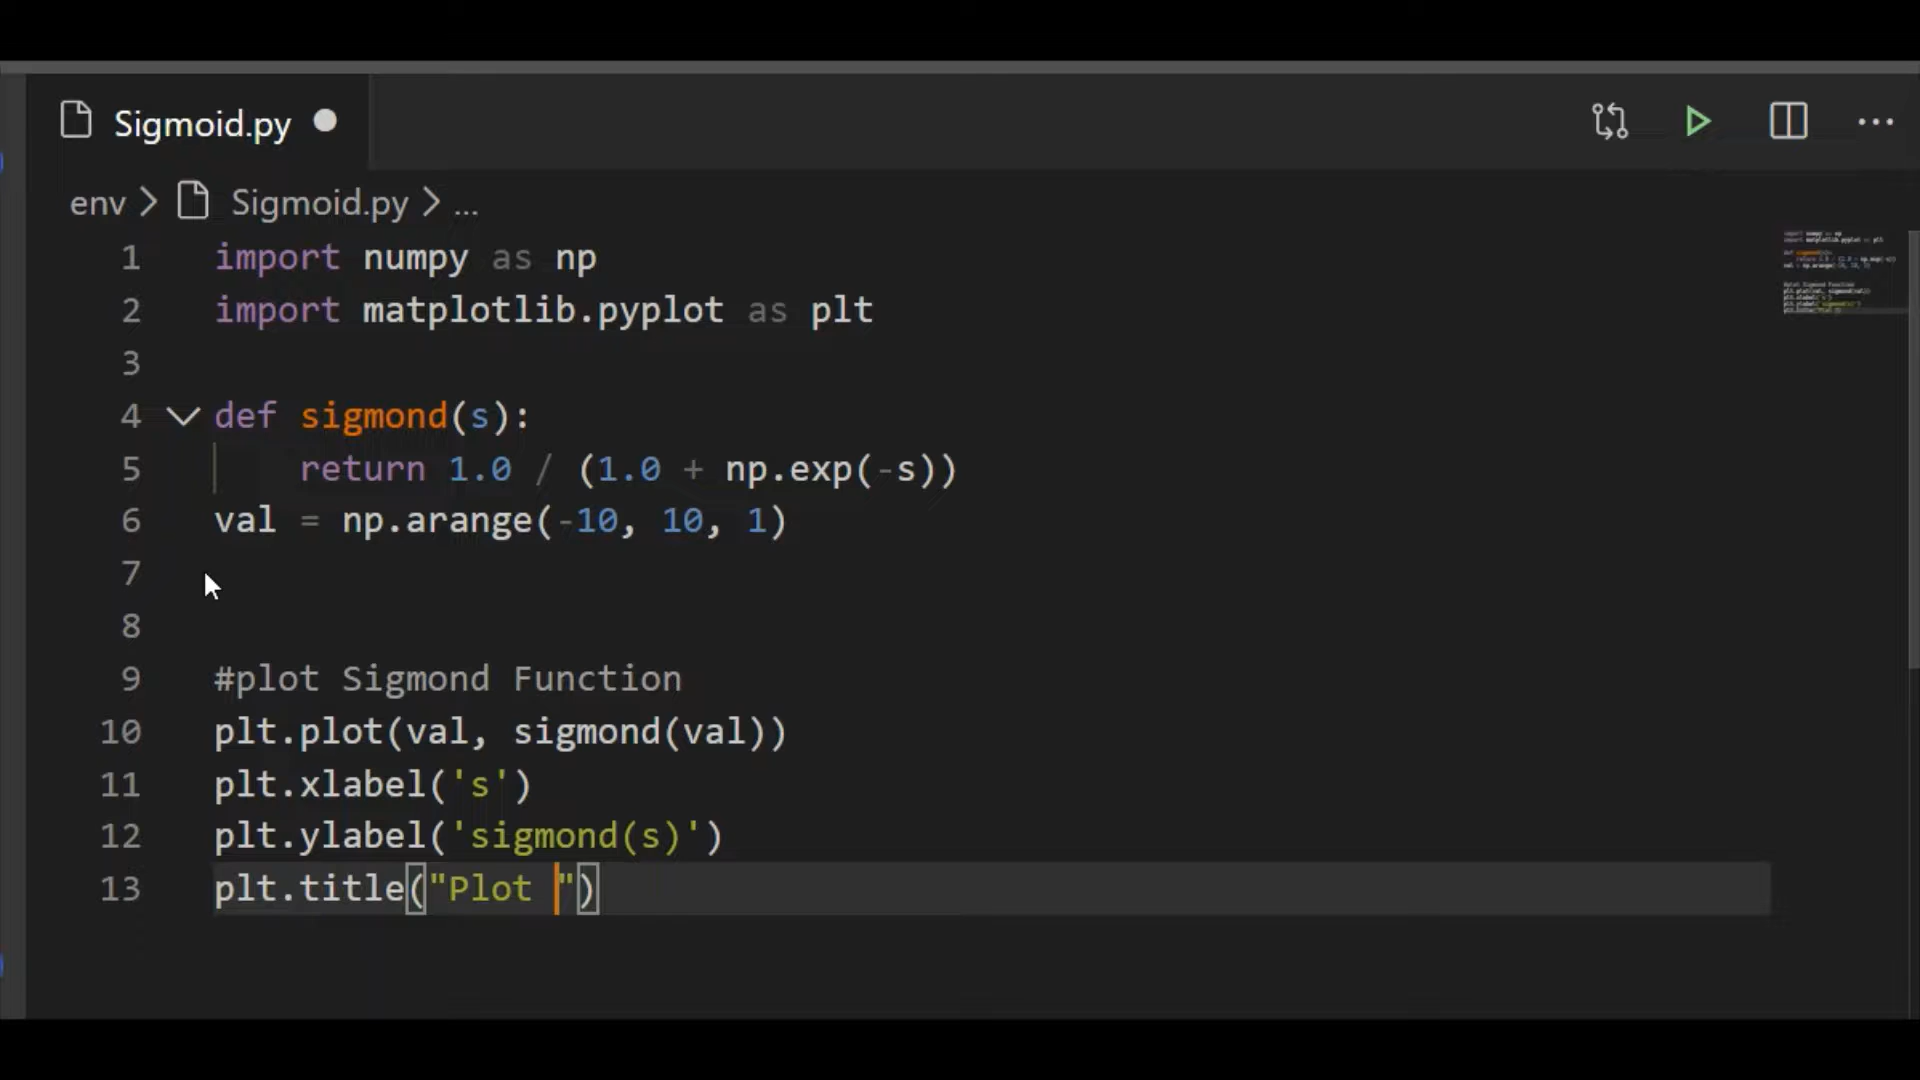 Sigmoid.py
env > Sigmoid.py > ...
1 import numpy as np
2 import matplotlib.pyplot as plt
3
4 def sigmond(s):
5     return 1.0 / (1.0 + np.exp(-s))
6 val = np.arange(-10, 10, 1)
7
8
9 #plot Sigmond Function
10 plt.plot(val, sigmond(val))
11 plt.xlabel('s')
12 plt.ylabel('sigmond(s)')
13 plt.title("Plot ")